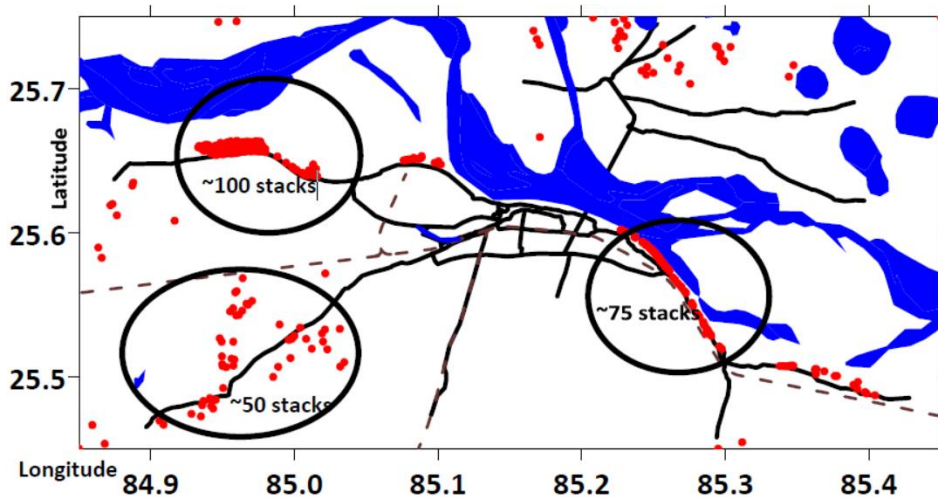 25.7
Latitude
~100 stacks
25.6
~75 stacks
25.5
~50 stacks
Longitude
84.9 85.0 85.1 85.2 85.3 85.4